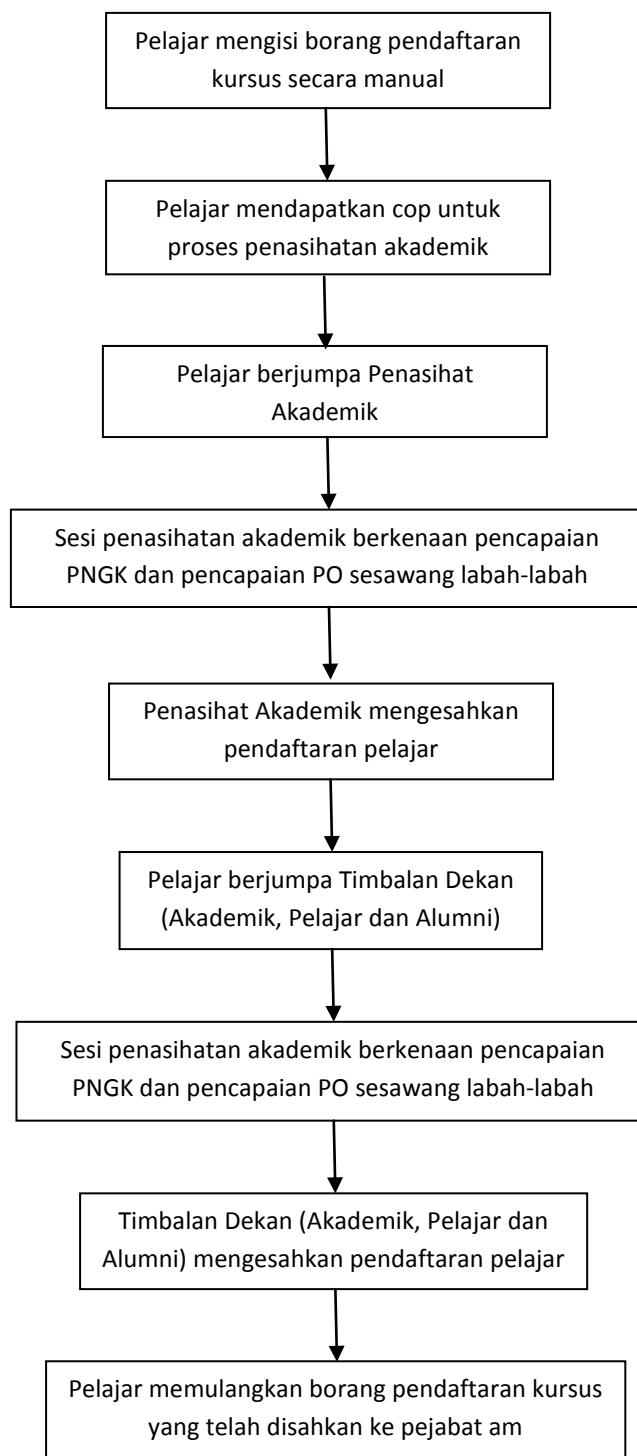 Pelajar mengisi borang pendaftaran
kursus secara manual
Pelajar mendapatkan cop untuk
proses penasihatan akademik
Pelajar berjumpa Penasihat
Akademik
Sesi penasihatan akademik berkenaan pencapaian
PNGK dan pencapaian PO sesawang labah-labah
Penasihat Akademik mengesahkan
pendaftaran pelajar
Pelajar berjumpa Timbalan Dekan
(Akademik, Pelajar dan Alumni)
Sesi penasihatan akademik berkenaan pencapaian
PNGK dan pencapaian PO sesawang labah-labah
Timbalan Dekan (Akademik, Pelajar dan
Alumni) mengesahkan pendaftaran pelajar
Pelajar memulangkan borang pendaftaran kursus
yang telah disahkan ke pejabat am